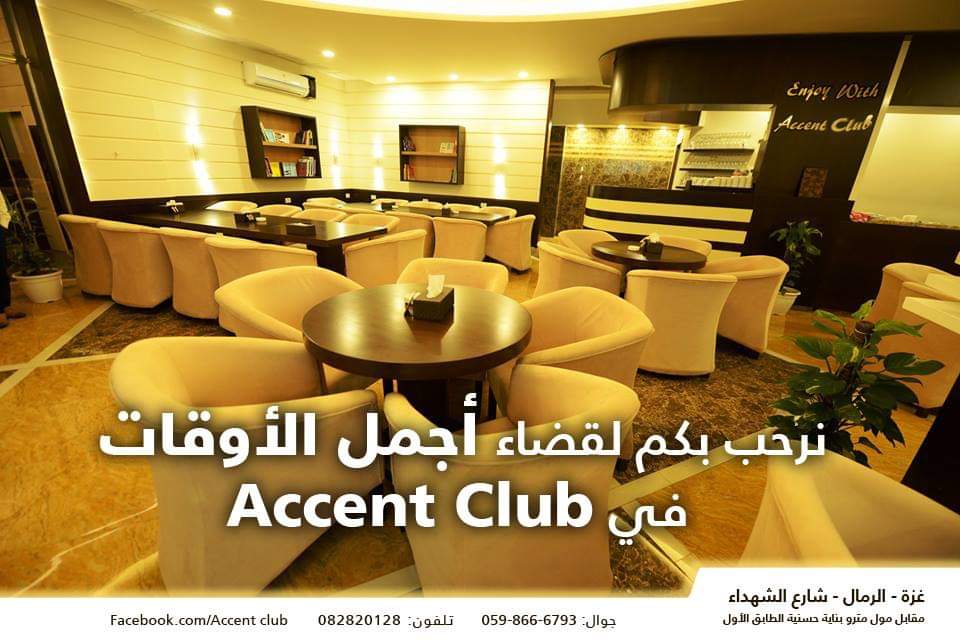 Enjoy With
Accent Club
نرحب بكم لقضاء أجمل الأوقات
في Accent Club
غزة - الرمال - شارع الشهداء
مقابل مول مترو بناية حسنية الطابق الأول
جوال: 059-866-6793 تلفون: 082820128 Facebook.com/Accent club